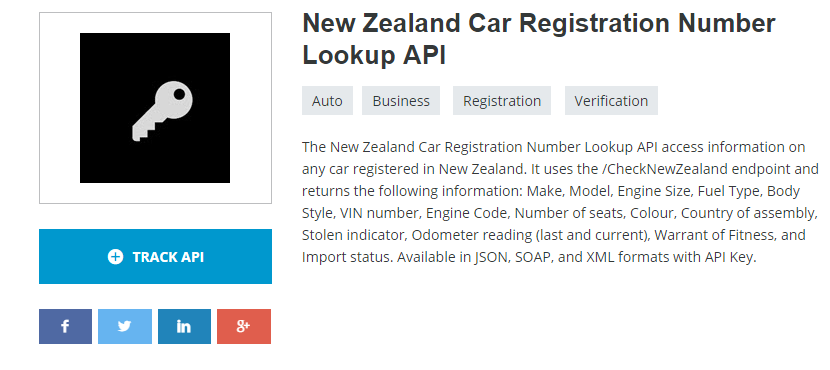 New Zealand Car Registration Number
Lookup API
Auto
Business
Registration
Verification
The New Zealand Car Registration Number Lookup API access information on
any car registered in New Zealand. It uses the /CheckNewZealand endpoint and
returns the following information: Make, Model, Engine Size, Fuel Type, Body
Style, VIN number, Engine Code, Number of seats, Colour, Country of assembly,
Stolen indicator, Odometer reading (last and current), Warrant of Fitness, and
Import status. Available in JSON, SOAP, and XML formats with API Key.
TRACK API
f
in
g+